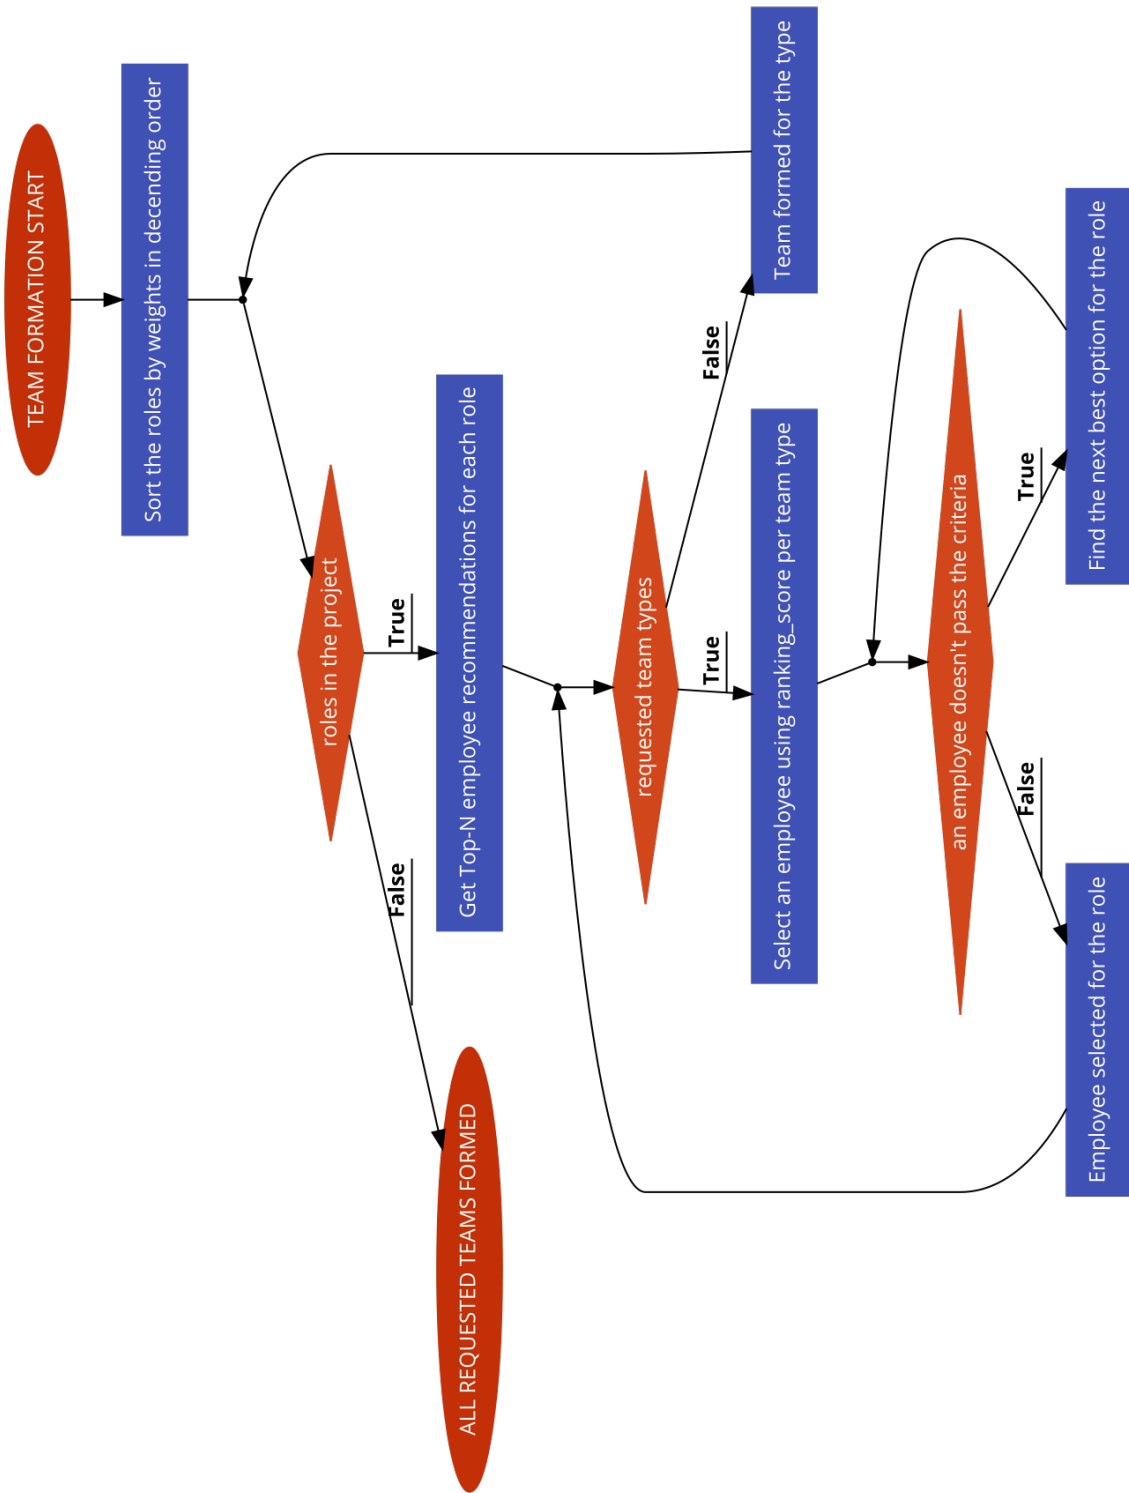 TEAM FORMATION START
Sort the roles by weights in decending order
roles in the project
True
False
Get Top-N employee recommendations for each role
ALL REQUESTED TEAMS FORMED
requested team types
True
False
Select an employee using ranking_score per team type
Team formed for the type
an employee doesn't pass the criteria
False
True
Employee selected for the role
Find the next best option for the role